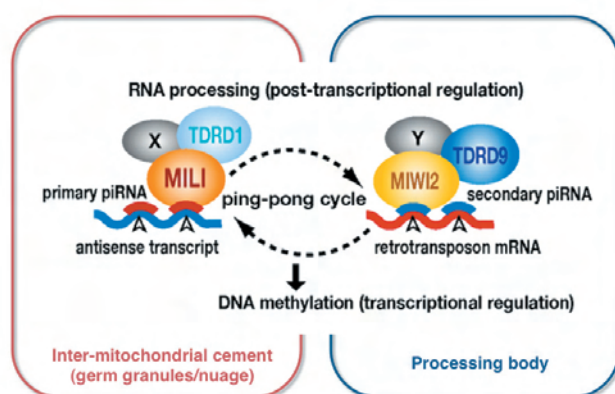 RNA processing (post-transcriptional regulation)
X
TDRD1
MILI
Y
TDRD9
MIWI2
primary piRNA
ping-pong cycle
secondary piRNA
antisense transcript
retrotransposon mRNA
DNA methylation (transcriptional regulation)
Inter-mitochondrial cement
(germ granules/nuage)
Processing body